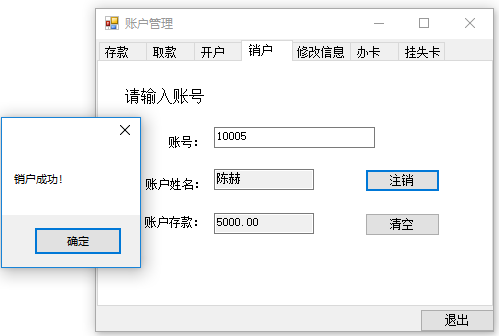 账户管理
存款 取款 开户 销户 修改信息 办卡 挂失卡
请输入账号
账号： 10005
账户姓名： 陈赫 注销
账户存款： 5000.00 清空
退出
销户成功！
确定